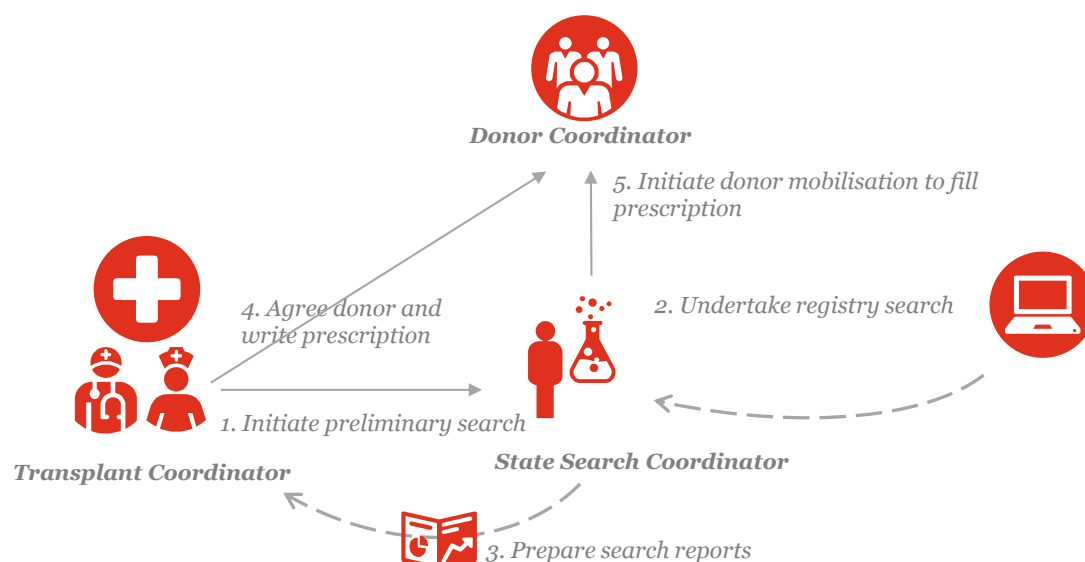 Donor Coordinator
5. Initiate donor mobilisation to fill
prescription
4. Agree donor and
write prescription
2. Undertake registry search
1. Initiate preliminary search
Transplant Coordinator
State Search Coordinator
3. Prepare search reports